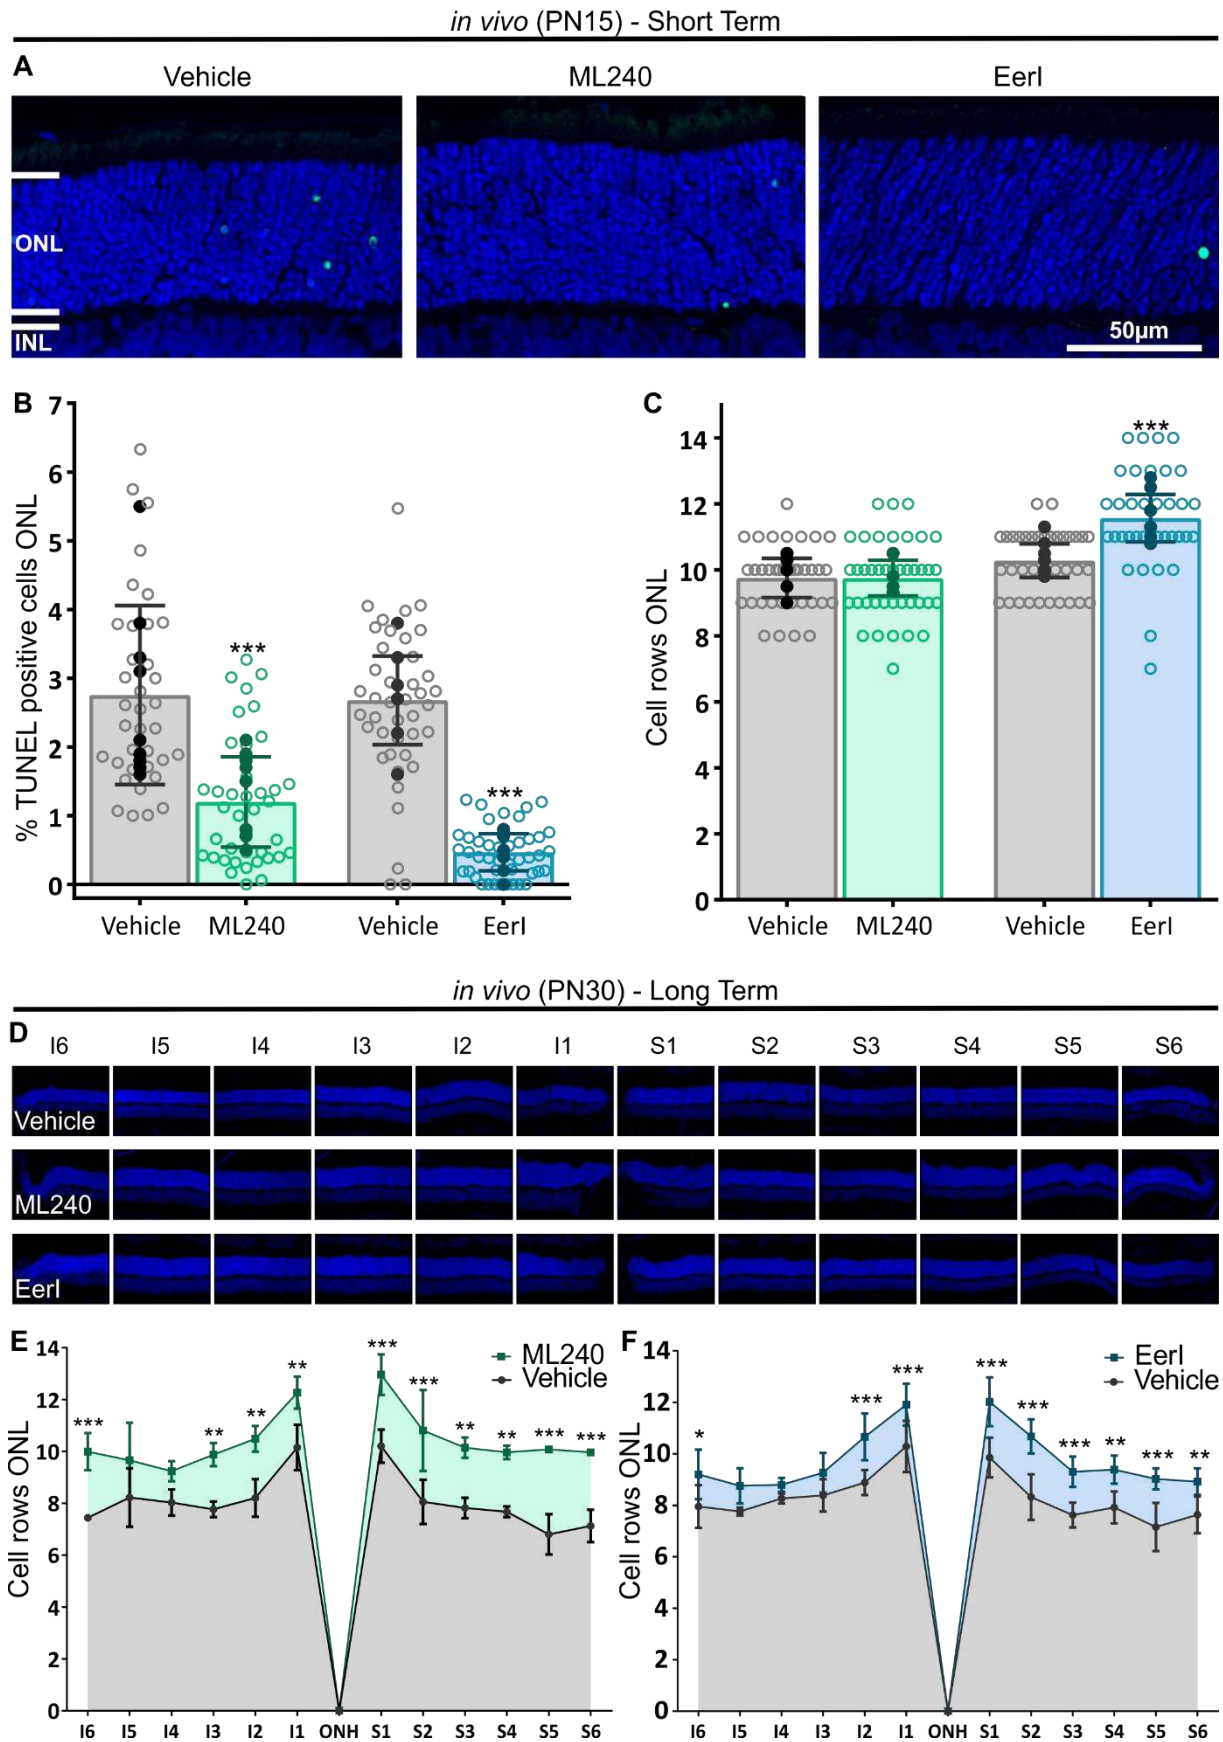 in vivo (PN15) - Short Term
A
Vehicle ML240 EerI
ONL
INL
50µm
B
7
6
5
4
3
2
1
0
% TUNEL positive cells ONL
*** ***
Vehicle ML240 Vehicle EerI
C
14
12
10
8
6
4
2
0
Cell rows ONL
***
Vehicle ML240 Vehicle EerI
in vivo (PN30) - Long Term
D
I6 I5 I4 I3 I2 I1 S1 S2 S3 S4 S5 S6
Vehicle
ML240
EerI
E
14
12
10
8
6
4
2
0
Cell rows ONL
ML240
Vehicle
*** ** ** ** *** *** ** ** *** ***
I6 I5 I4 I3 I2 I1 ONH S1 S2 S3 S4 S5 S6
F
14
12
10
8
6
4
2
0
Cell rows ONL
EerI
Vehicle
* *** *** *** *** *** ** *** **
I6 I5 I4 I3 I2 I1 ONH S1 S2 S3 S4 S5 S6